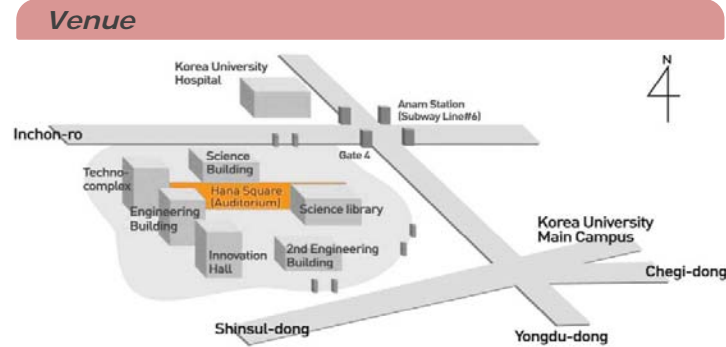 Venue
N
Korea University
Hospital
Anam Station
(Subway Line#6)
Inchon-ro
Gate 4
Science
Building
Techno-
complex
Hana Square
(Auditorium)
Science library
Engineering
Building
Innovation
Hall
2nd Engineering
Building
Korea University
Main Campus
Chegi-dong
Shinsul-dong
Yongdu-dong